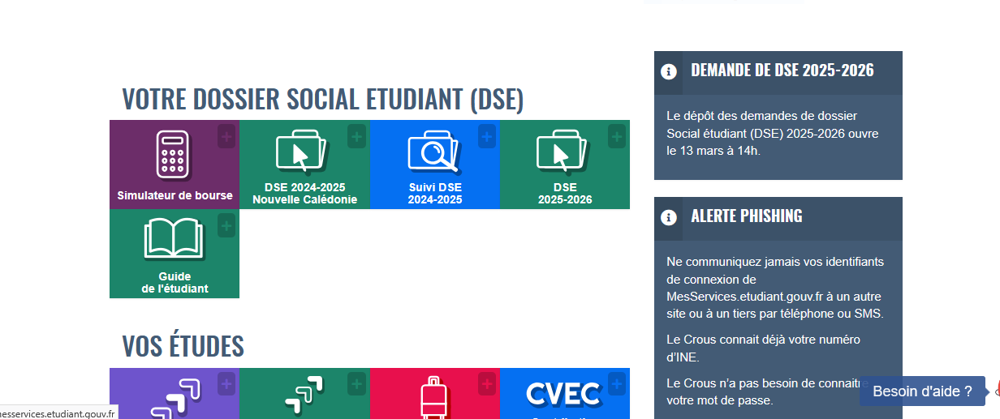 VOTRE DOSSIER SOCIAL ETUDIANT (DSE)
Simulateur de bourse
DSE 2024-2025
Nouvelle Calédonie
Suivi DSE
2024-2025
DSE
2025-2026
Guide
de l'étudiant
VOS ÉTUDES
CVEC
nesservices.etudiant.gouv.fr
DEMANDE DE DSE 2025-2026
Le dépôt des demandes de dossier
Social étudiant (DSE) 2025-2026 ouvre
le 13 mars à 14h.
ALERTE PHISHING
Ne communiquez jamais vos identifiants
de connexion de
MesServices.etudiant.gouv.fr à un autre
site ou à un tiers par téléphone ou SMS.
Le Crous connait déjà votre numéro
d'INE.
Le Crous n'a pas besoin de connaitre
votre mot de passe.
Besoin d'aide ?